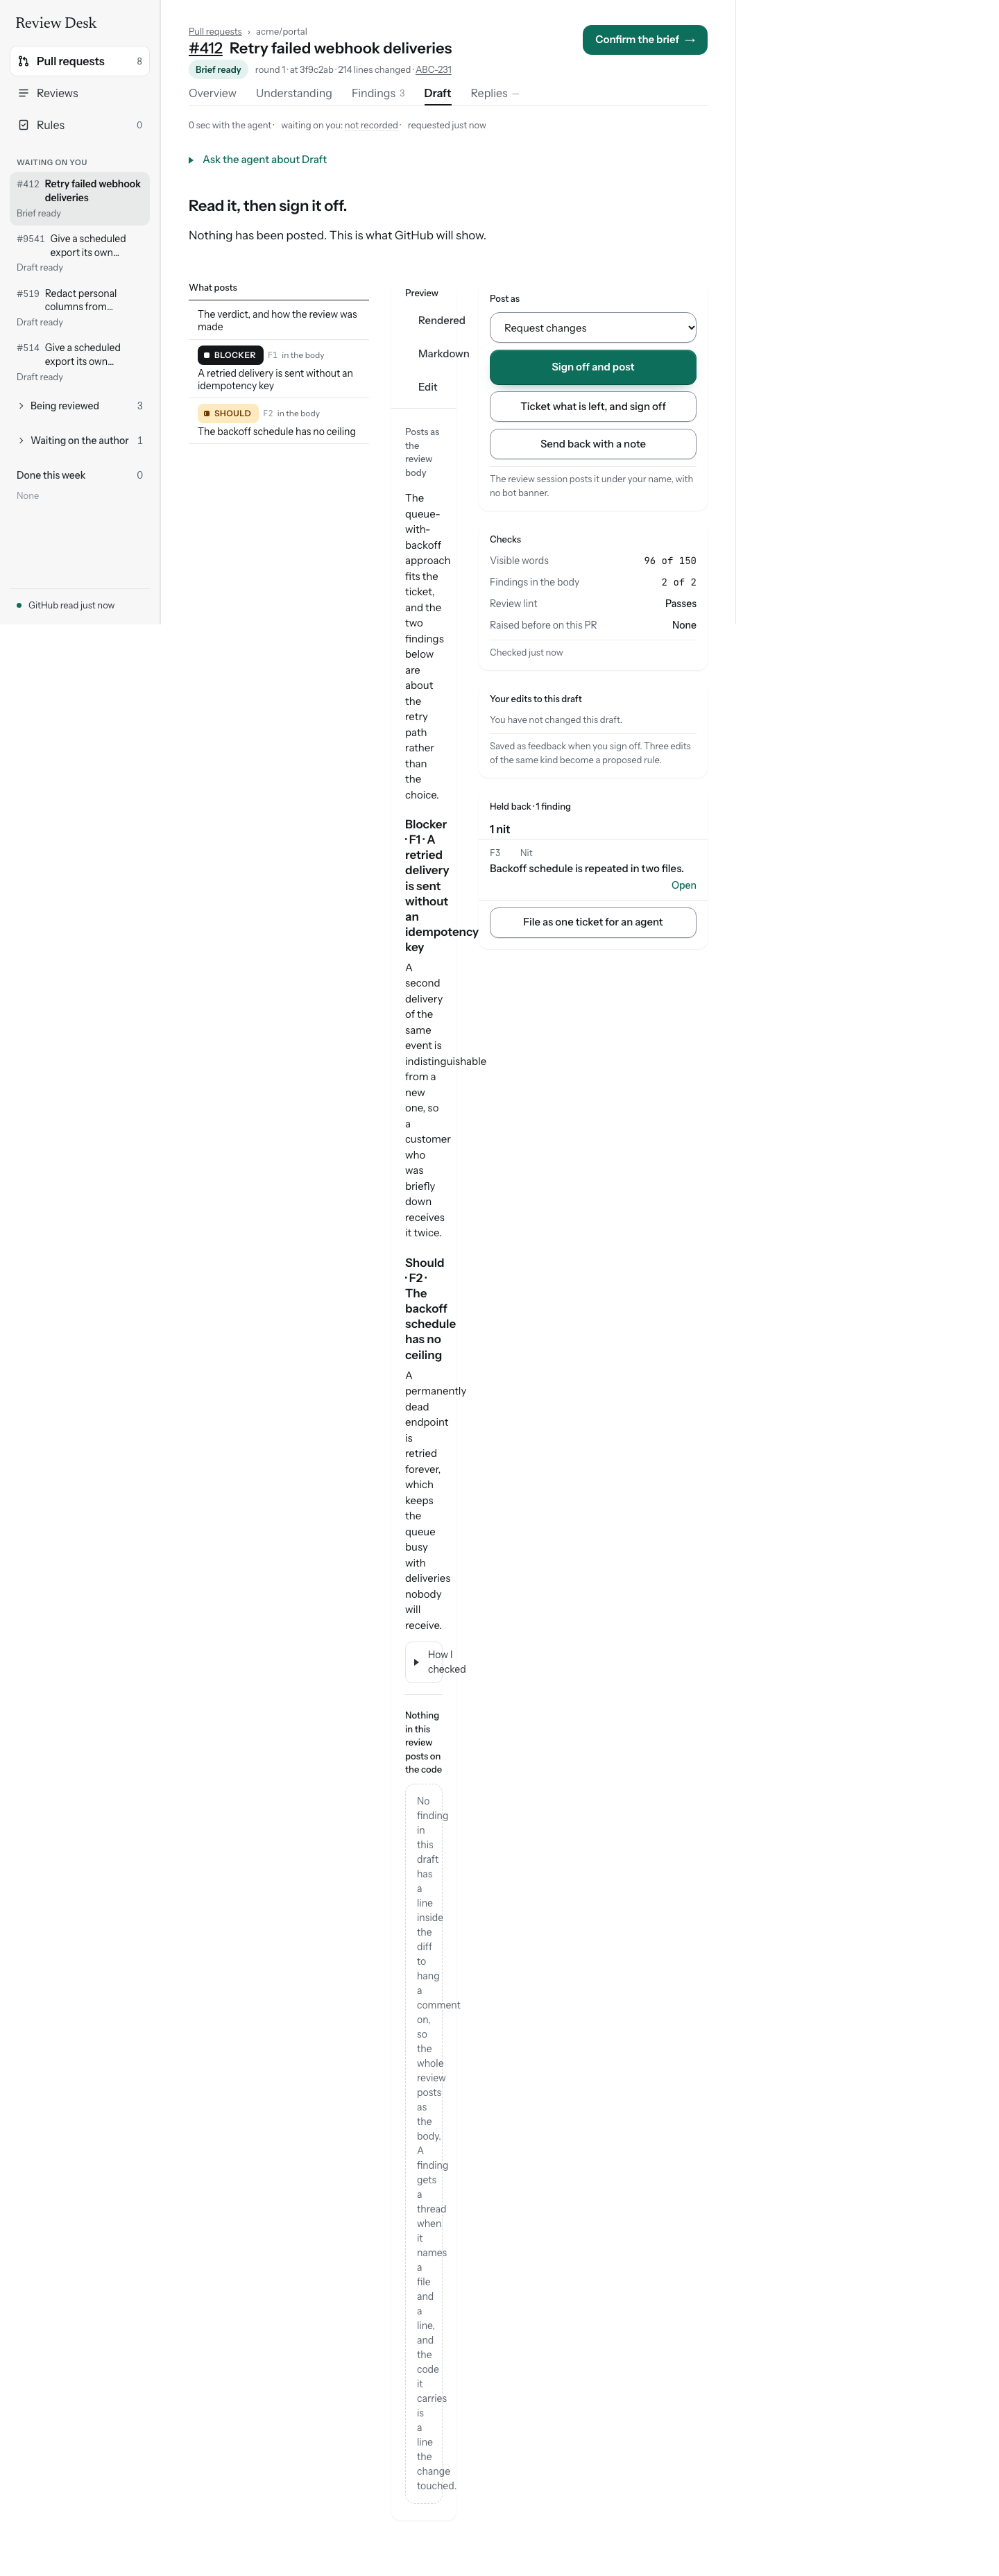 Review Desk
Pull requests 8
Reviews
Rules 0
WAITING ON YOU
#412 Retry failed webhook
deliveries
Brief ready
#9541 Give a scheduled
export its own...
Draft ready
#519 Redact personal
columns from...
Draft ready
#514 Give a scheduled
export its own...
Draft ready
Being reviewed 3
Waiting on the author 1
Done this week 0
None
GitHub read just now
Pull requests › acme/portal
#412 Retry failed webhook deliveries
Confirm the brief →
Brief ready round 1 · at 3f9c2ab · 214 lines changed · ABC-231
Overview Understanding Findings 3 Draft Replies —
0 sec with the agent · waiting on you: not recorded · requested just now
Ask the agent about Draft
Read it, then sign it off.
Nothing has been posted. This is what GitHub will show.
What posts
The verdict, and how the review was
made
BLOCKER F1 in the body
A retried delivery is sent without an
idempotency key
SHOULD F2 in the body
The backoff schedule has no ceiling
Preview
Rendered
Markdown
Edit
Posts as
the
review
body
The
queue-
with-
backoff
approach
fits the
ticket,
and the
two
findings
below
are
about
the
retry
path
rather
than
the
choice.
Blocker
· F1 · A
retried
delivery
is sent
without
an
idempotency
key
A
second
delivery
of the
same
event is
indistinguishable
from a
new
one, so
a
customer
who
was
briefly
down
receives
it twice.
Should
· F2 ·
The
backoff
schedule
has no
ceiling
A
permanently
dead
endpoint
is
retried
forever,
which
keeps
the
queue
busy
with
deliveries
nobody
will
receive.
How I
checked
Nothing
in this
review
posts on
the code
No
finding
in
this
draft
has
a
line
inside
the
diff
to
hang
a
comment
on,
so
the
whole
review
posts
as
the
body.
A
finding
gets
a
thread
when
it
names
a
file
and
a
line,
and
the
code
it
carries
is
a
line
the
change
touched.
Post as
Request changes
Sign off and post
Ticket what is left, and sign off
Send back with a note
The review session posts it under your name, with
no bot banner.
Checks
Visible words 96 of 150
Findings in the body 2 of 2
Review lint Passes
Raised before on this PR None
Checked just now
Your edits to this draft
You have not changed this draft.
Saved as feedback when you sign off. Three edits
of the same kind become a proposed rule.
Held back · 1 finding
1 nit
F3 Nit
Backoff schedule is repeated in two files.
Open
File as one ticket for an agent